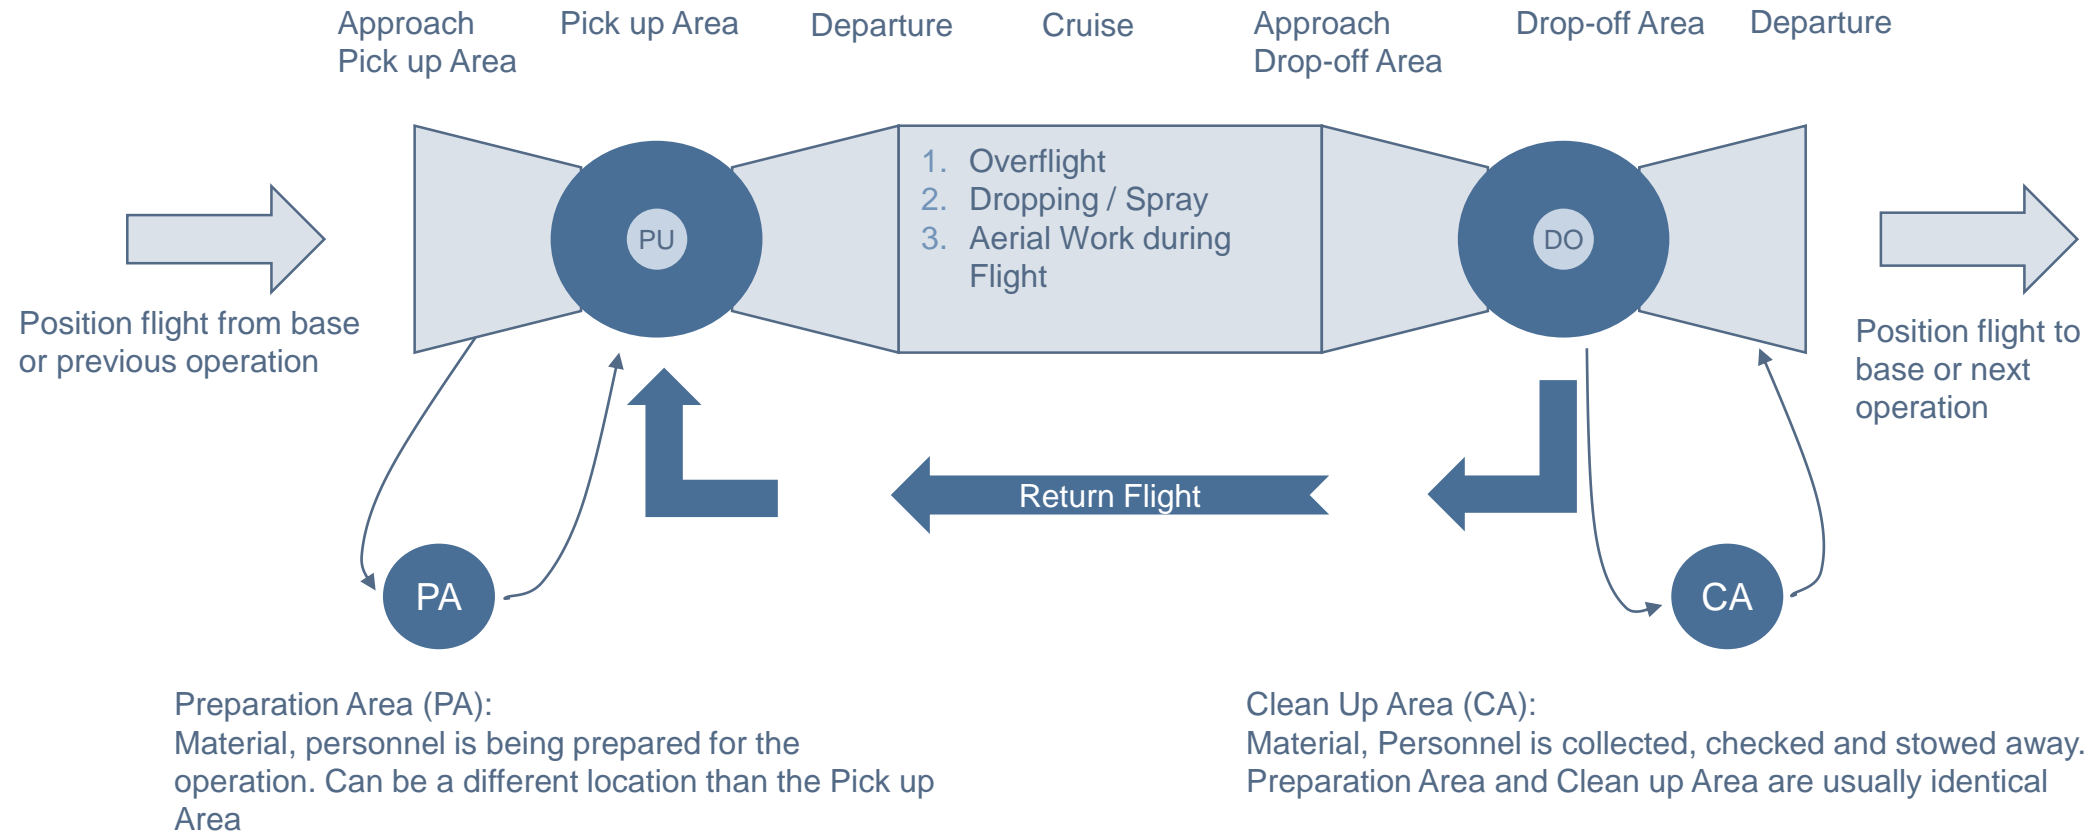 Approach
Pick up Area
Pick up Area
Departure
Cruise
Approach
Drop-off Area
Drop-off Area
Departure
1. Overflight
2. Dropping / Spray
3. Aerial Work during
Flight
PU
DO
Position flight from base
or previous operation
Position flight to
base or next
operation
Return Flight
PA
CA
Preparation Area (PA):
Material, personnel is being prepared for the
operation. Can be a different location than the Pick up
Area
Clean Up Area (CA):
Material, Personnel is collected, checked and stowed away.
Preparation Area and Clean up Area are usually identical